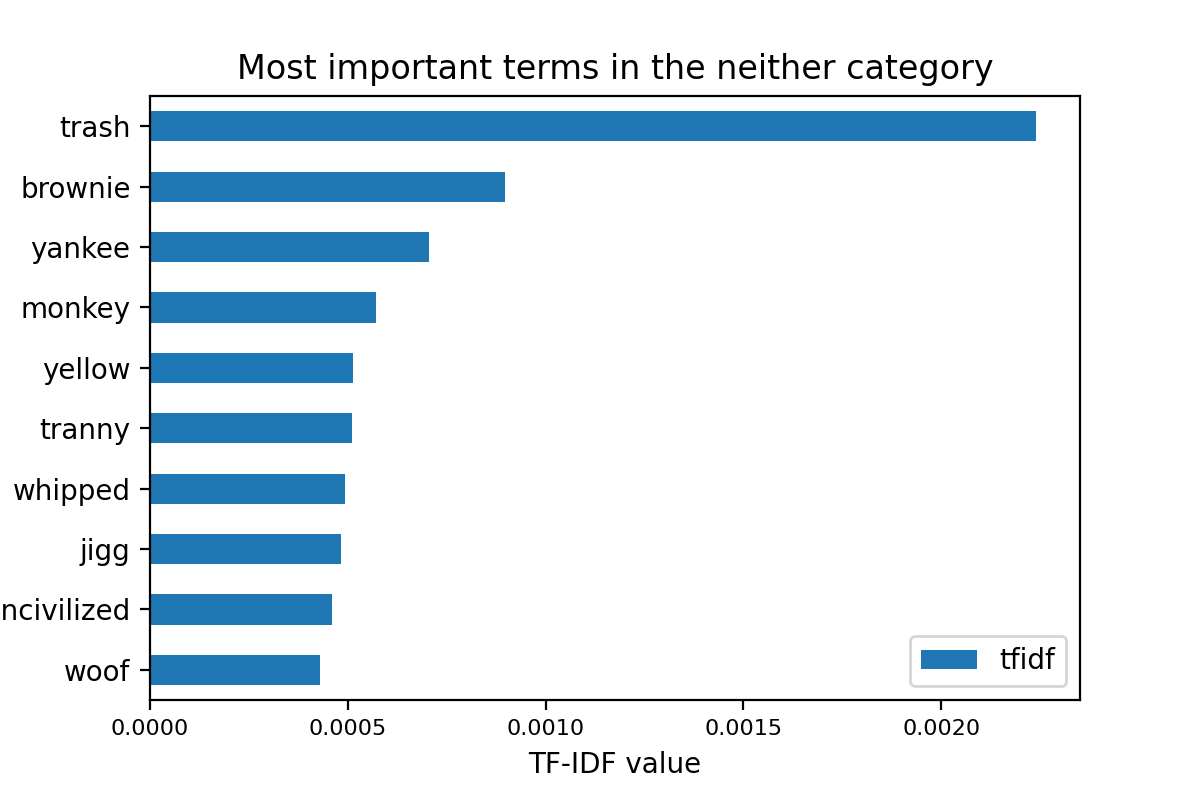 Most important terms in the neither category
trash
brownie
yankee
monkey
yellow
tranny
whipped
jigg
ncivilized
woof
tfidf
0.0000 0.0005 0.0010 0.0015 0.0020
TF-IDF value